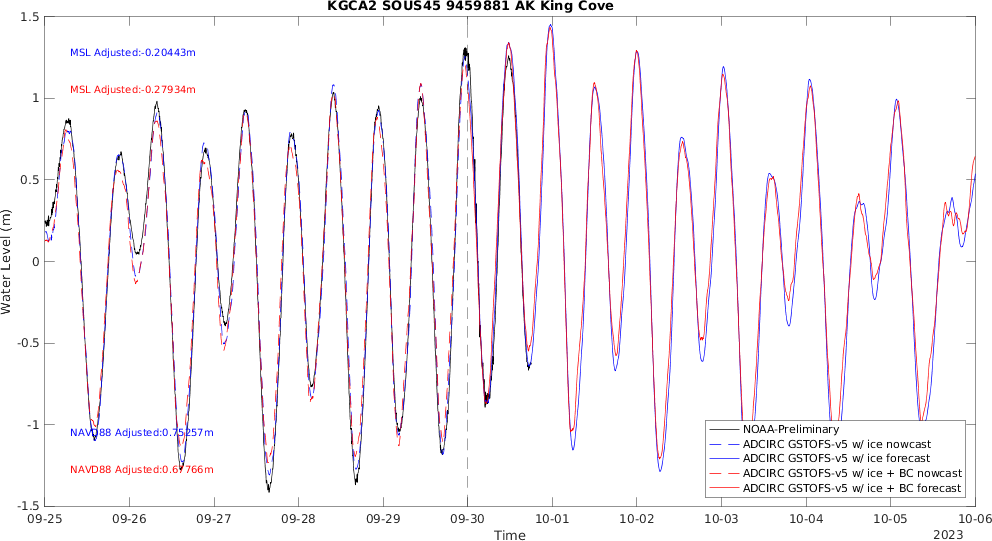 KGCA2 SOUS45 9459881 AK King Cove
1.5
MSL Adjusted:-0.20443m
MSL Adjusted:-0.27934m
1
0.5
0
-0.5
-1
-1.5
Water Level (m)
NAVD88 Adjusted:0.75257m
NAVD88 Adjusted:0.67766m
NOAA-Preliminary
ADCIRC GSTOFS-v5 w/ ice nowcast
ADCIRC GSTOFS-v5 w/ ice forecast
ADCIRC GSTOFS-v5 w/ ice + BC nowcast
ADCIRC GSTOFS-v5 w/ ice + BC forecast
09-25 09-26 09-27 09-28 09-29 09-30 10-01 10-02 10-03 10-04 10-05 10-06
Time
2023